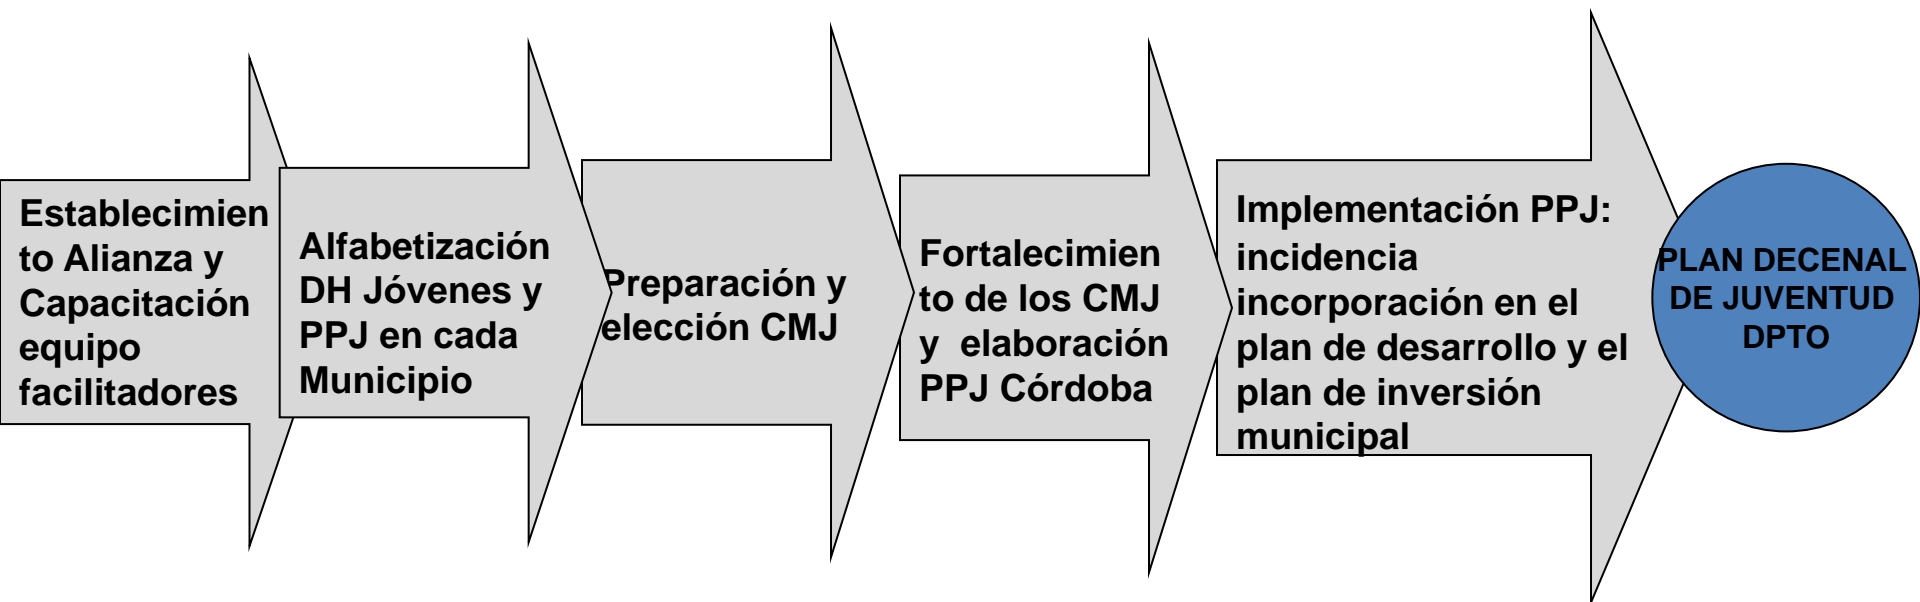 Establecimien
to Alianza y
Capacitación
equipo
facilitadores
Alfabetización
DH Jóvenes y
PPJ en cada
Municipio
Preparación y
elección CMJ
Fortalecimien
to de los CMJ
y elaboración
PPJ Córdoba
Implementación PPJ:
incidencia
incorporación en el
plan de desarrollo y el
plan de inversión
municipal
PLAN DECENAL
DE JUVENTUD
DPTO